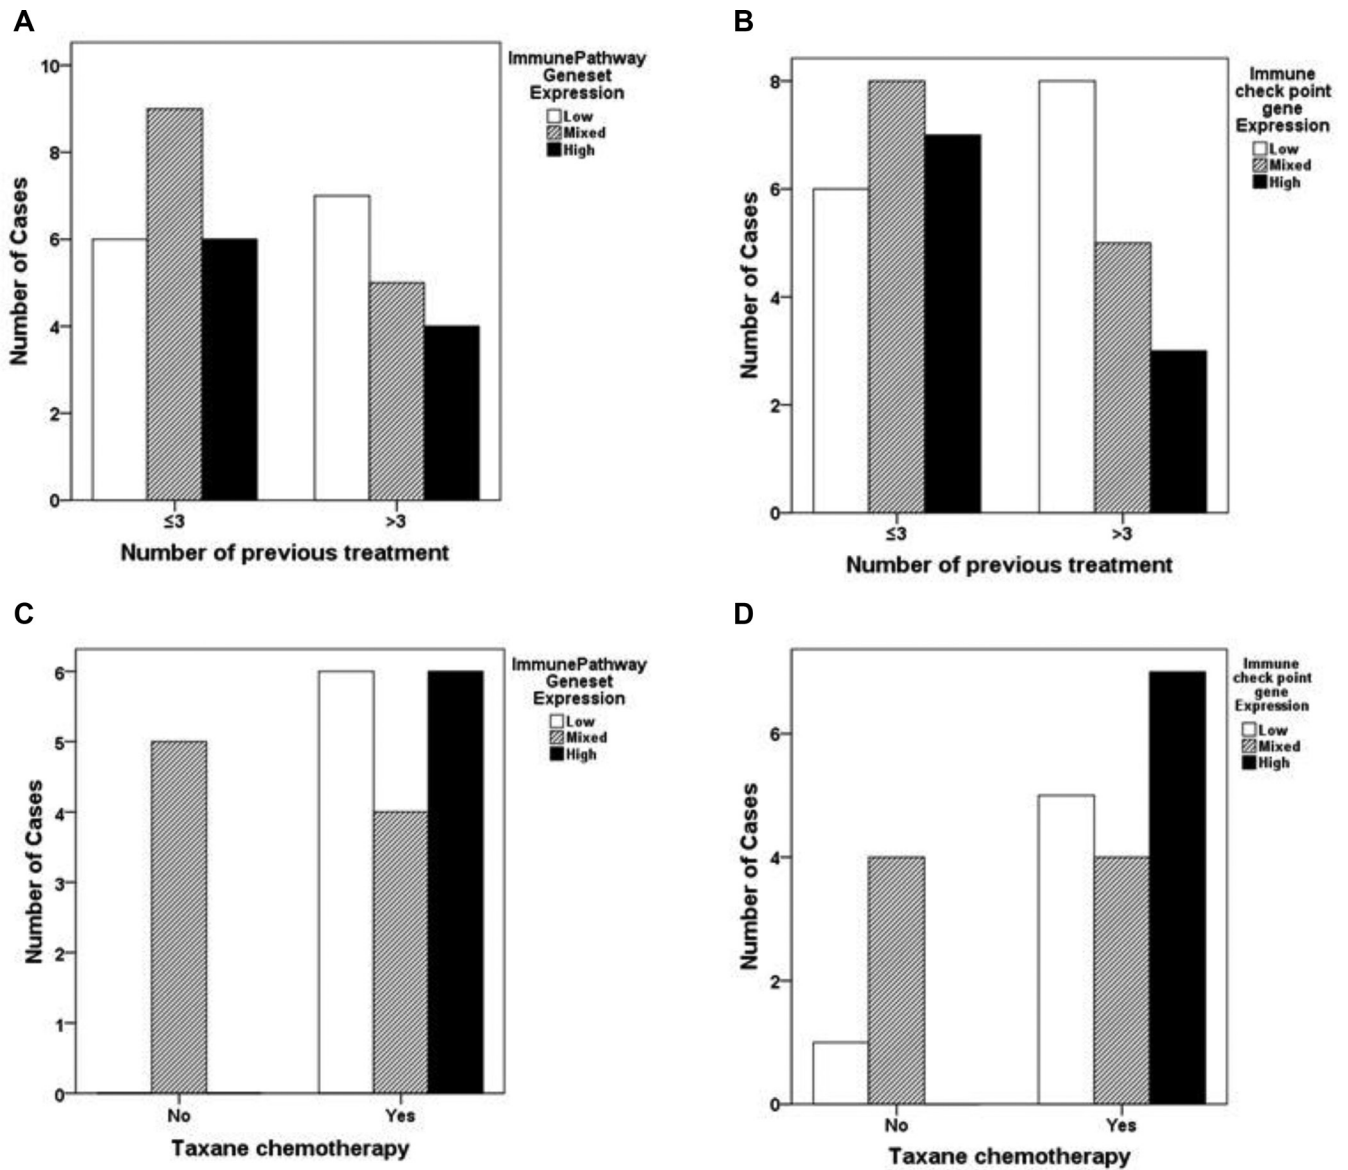 A
ImmunePathway
Geneset
Expression
Low
Mixed
High
10
8
6
4
2
0
Number of Cases
≤3
>3
Number of previous treatment
B
Immune
check point
gene
Expression
Low
Mixed
High
8
6
4
2
0
Number of Cases
≤3
>3
Number of previous treatment
C
ImmunePathway
Geneset
Expression
Low
Mixed
High
6
5
4
3
2
1
0
Number of Cases
No
Yes
Taxane chemotherapy
D
Immune
check point
gene
Expression
Low
Mixed
High
6
4
2
0
Number of Cases
No
Yes
Taxane chemotherapy